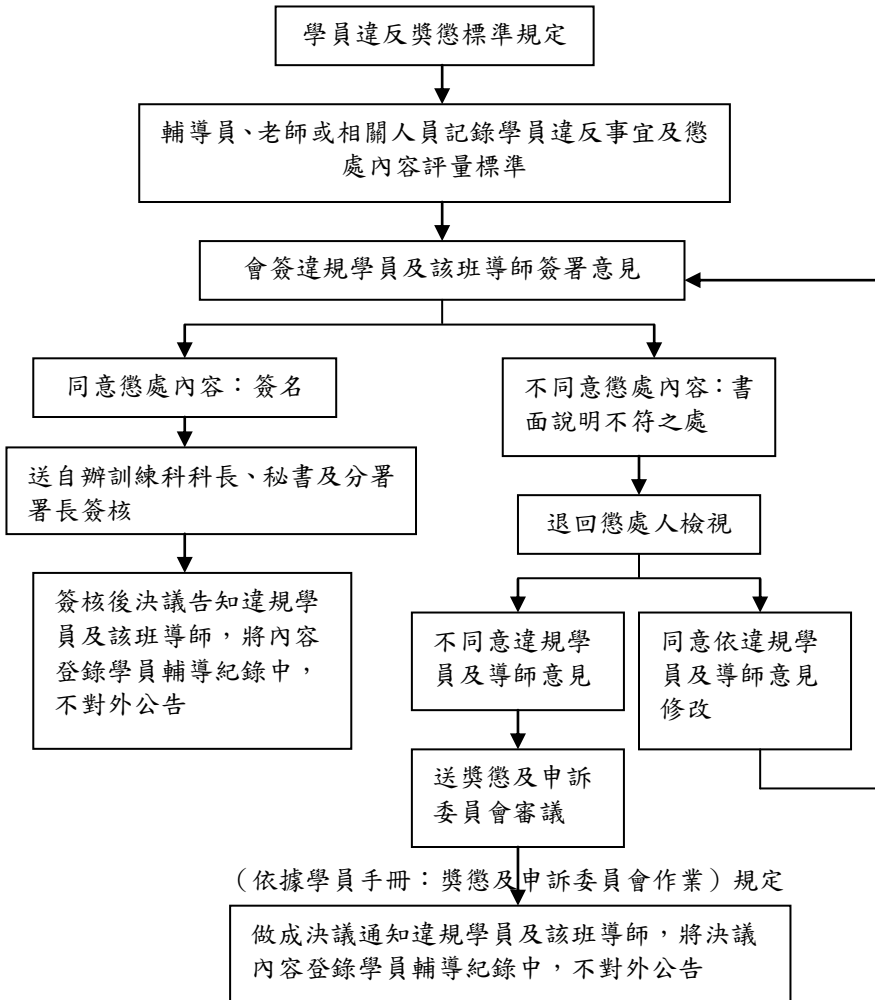 學員違反獎懲標準規定
輔導員、老師或相關人員記錄學員違反事宜及懲
處內容評量標準
會簽違規學員及該班導師簽署意見
同意懲處內容：簽名
不同意懲處內容：書
面說明不符之處
送自辦訓練科科長、秘書及分署
署長簽核
退回懲處人檢視
簽核後決議告知違規學
員及該班導師，將內容
登錄學員輔導紀錄中，
不對外公告
不同意違規學
員及導師意見
同意依違規學
員及導師意見
修改
送獎懲及申訴
委員會審議
（依據學員手冊：獎懲及申訴委員會作業）規定
做成決議通知違規學員及該班導師，將決議
內容登錄學員輔導紀錄中，不對外公告